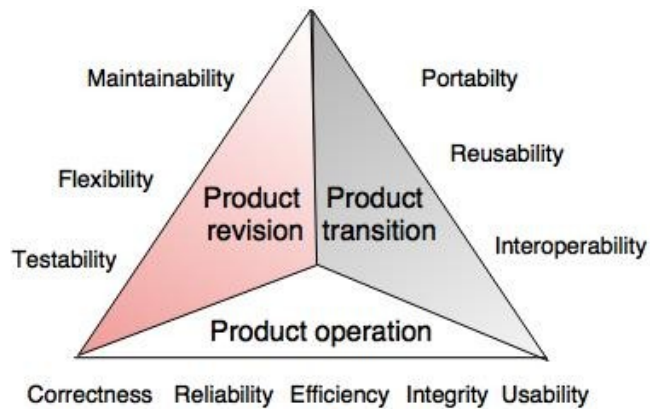 Maintainability
Portabilty
Flexibility
Reusability
Product
revision
Product
transition
Testability
Interoperability
Product operation
Correctness Reliability Efficiency Integrity Usability